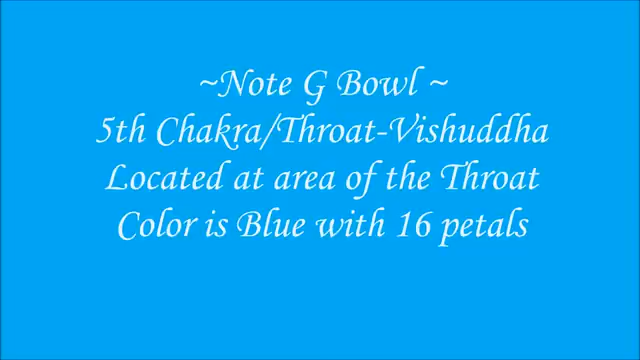 ~Note G Bowl ~
5th Chakra/Throat-Vishuddha
Located at area of the Throat
Color is Blue with 16 petals